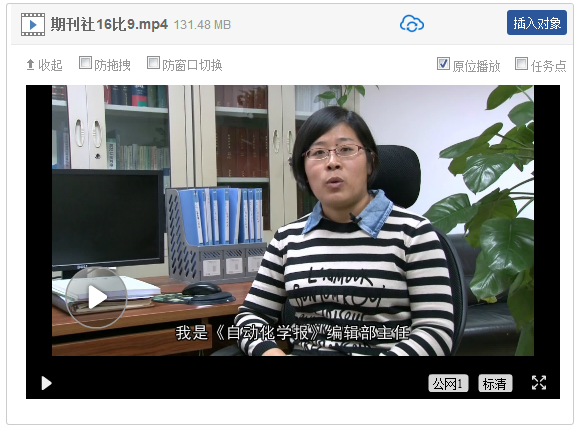 期刊社16比9.mp4 131.48 MB 插入对象
收起 防拖拽 防窗口切换 原位播放 任务点
我是《自动化学报》编辑部主任
公网1 标清